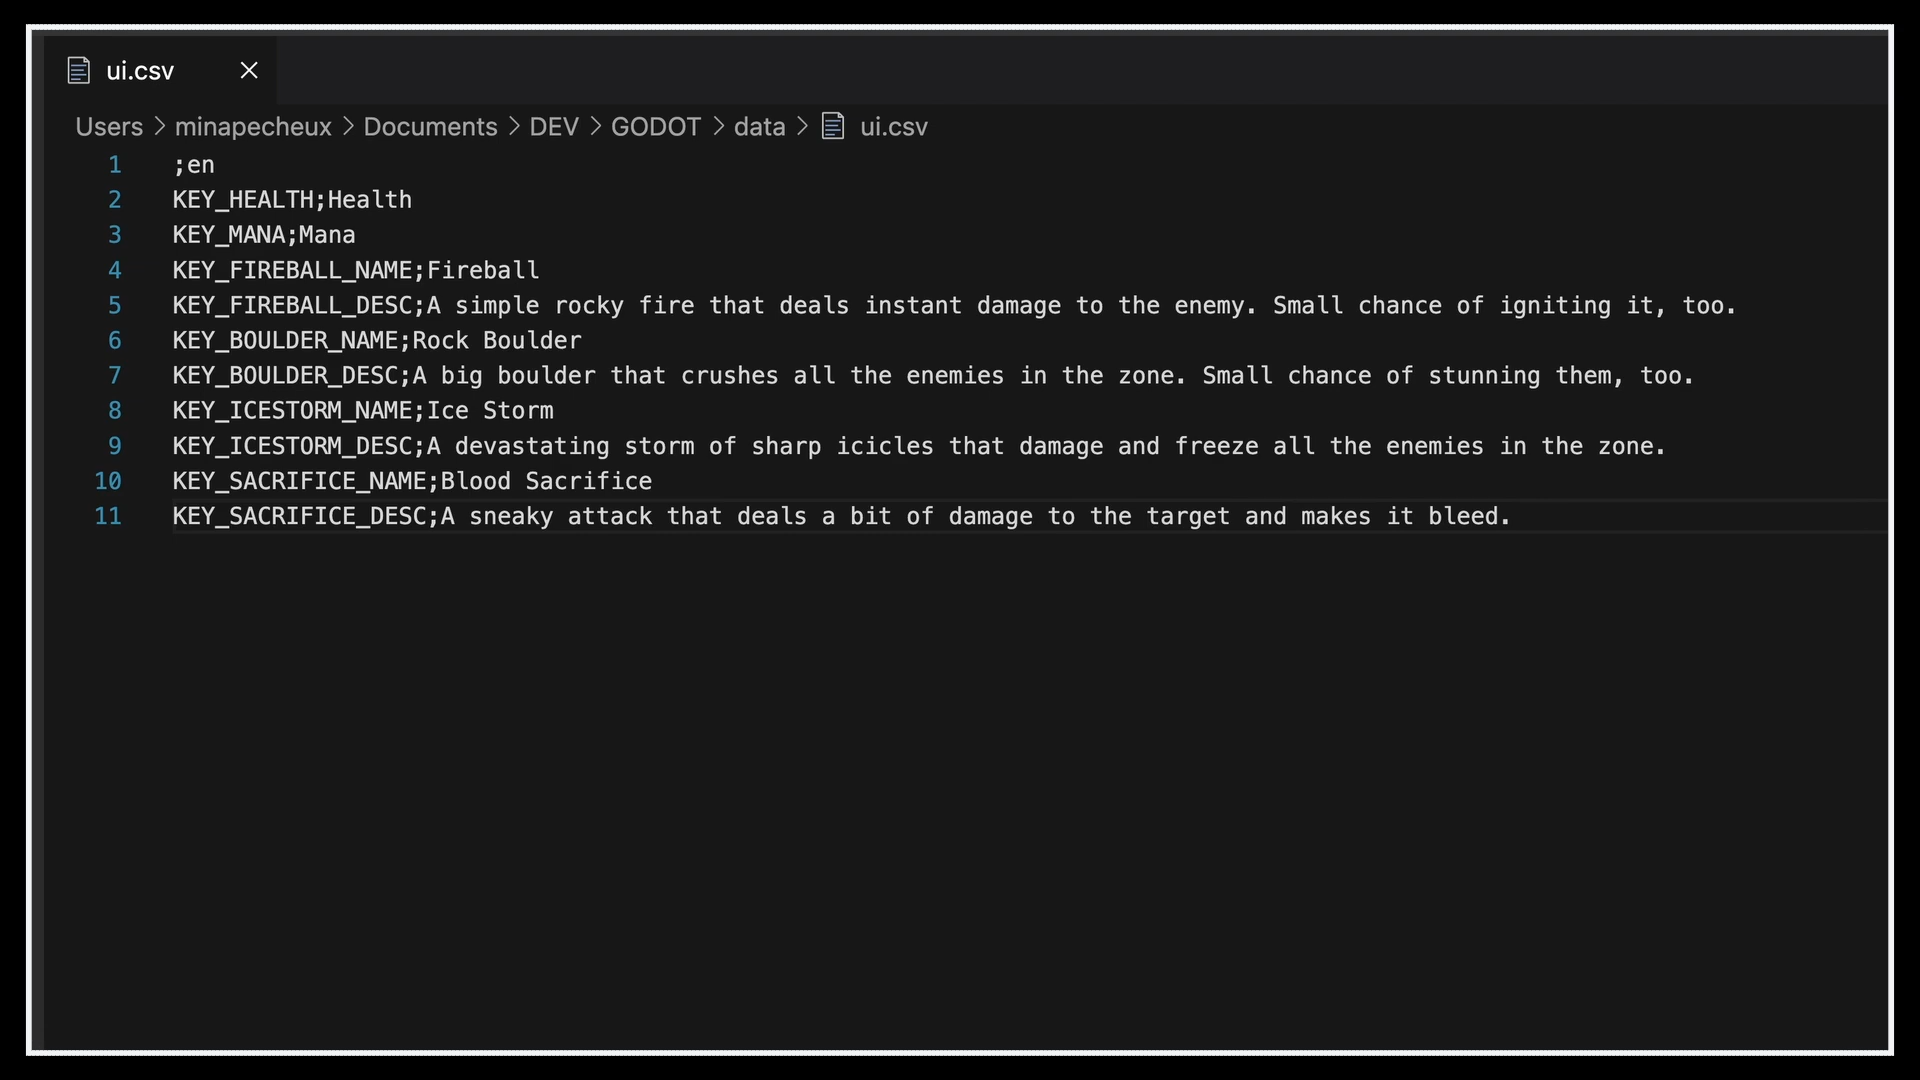 ui.csv
Users > minapecheux > Documents > DEV > GODOT > data > ui.csv
1 ;en
2 KEY_HEALTH;Health
3 KEY_MANA;Mana
4 KEY_FIREBALL_NAME;Fireball
5 KEY_FIREBALL_DESC;A simple rocky fire that deals instant damage to the enemy. Small chance of igniting it, too.
6 KEY_BOULDER_NAME;Rock Boulder
7 KEY_BOULDER_DESC;A big boulder that crushes all the enemies in the zone. Small chance of stunning them, too.
8 KEY_ICESTORM_NAME;Ice Storm
9 KEY_ICESTORM_DESC;A devastating storm of sharp icicles that damage and freeze all the enemies in the zone.
10 KEY_SACRIFICE_NAME;Blood Sacrifice
11 KEY_SACRIFICE_DESC;A sneaky attack that deals a bit of damage to the target and makes it bleed.